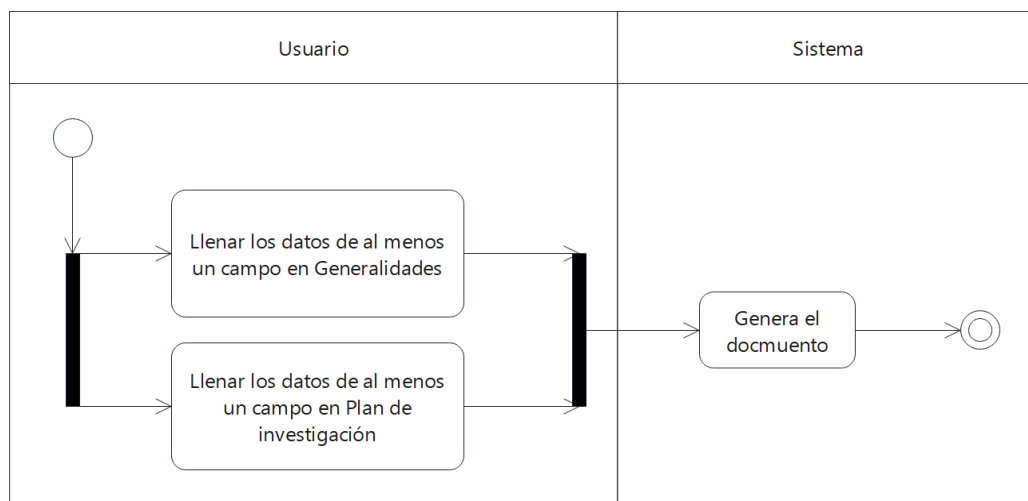 Usuario
Sistema
Llenar los datos de al menos
un campo en Generalidades
Llenar los datos de al menos
un campo en Plan de
investigación
Genera el
docmuento